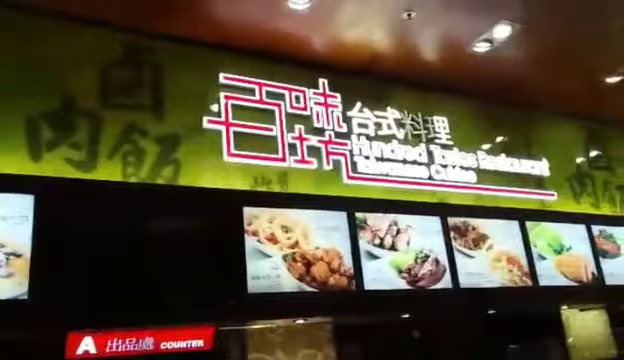 滷
肉
飯
百味坊
台式料理
Hundred Tastes Restaurant
Taiwanese Cuisine
A 出品處 COUNTER